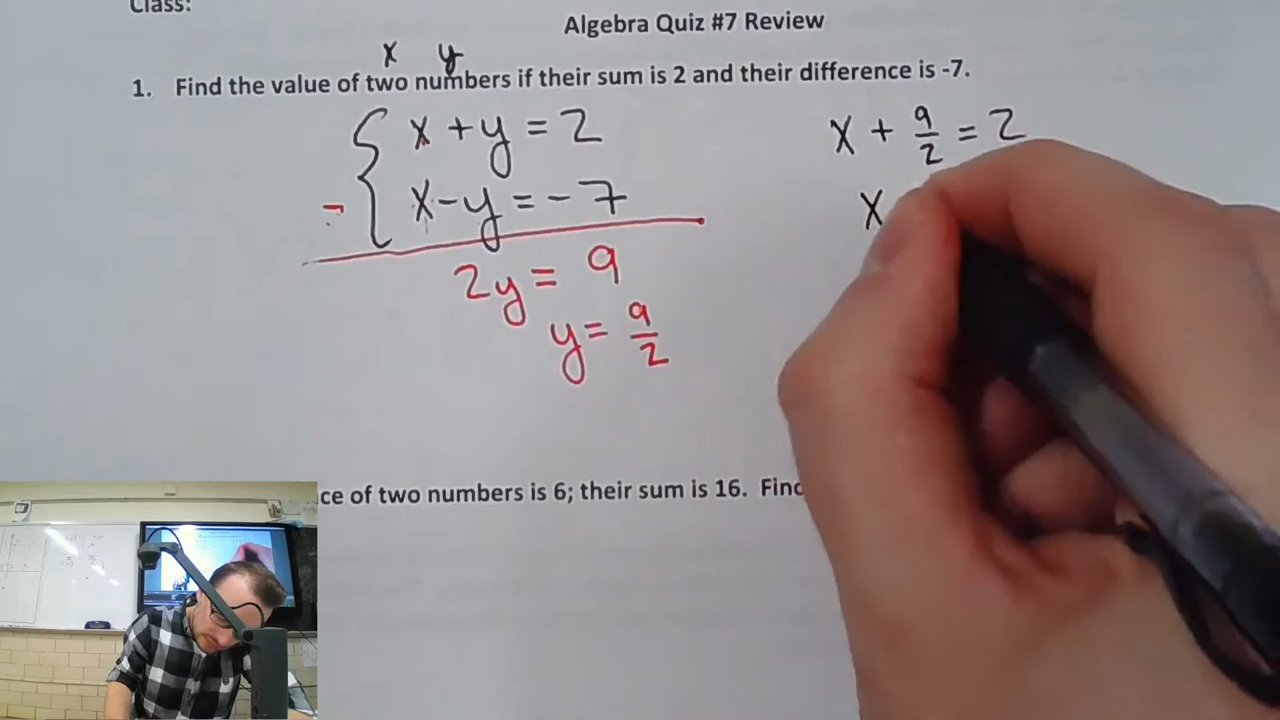 Class:
Algebra Quiz #7 Review
x y
1. Find the value of two numbers if their sum is 2 and their difference is -7.
x + y = 2
- x - y = -7
2y = 9
y = 9/2
x + 9/2 = 2
x
ce of two numbers is 6; their sum is 16. Find